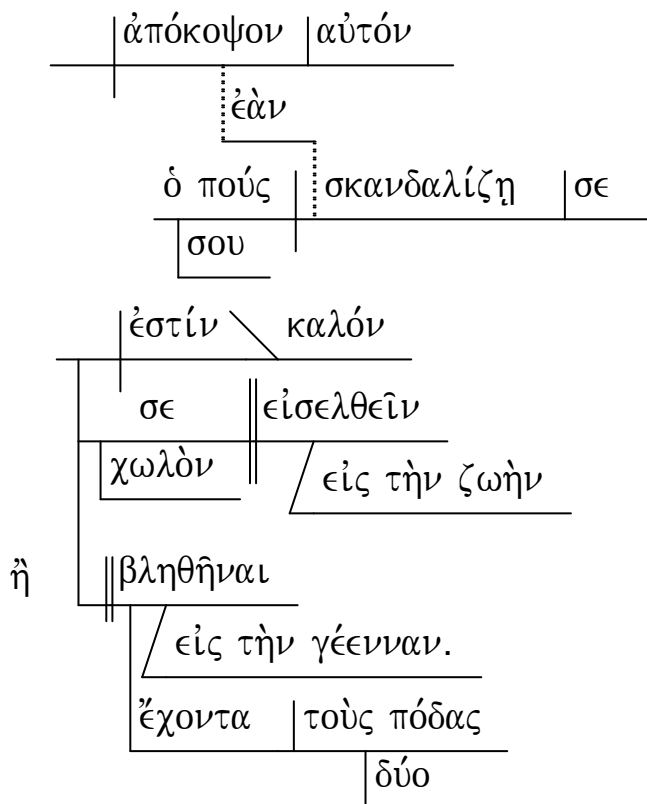 ἀπόκοψον αὐτόν
ἐὰν
ὁ πούς σκανδαλίζῃ σε
σου
ἐστίν καλόν
σε εἰσελθεῖν
χωλὸν εἰς τὴν ζωὴν
ἢ βληθῆναι
εἰς τὴν γέενναν.
ἔχοντα τοὺς πόδας
δύο